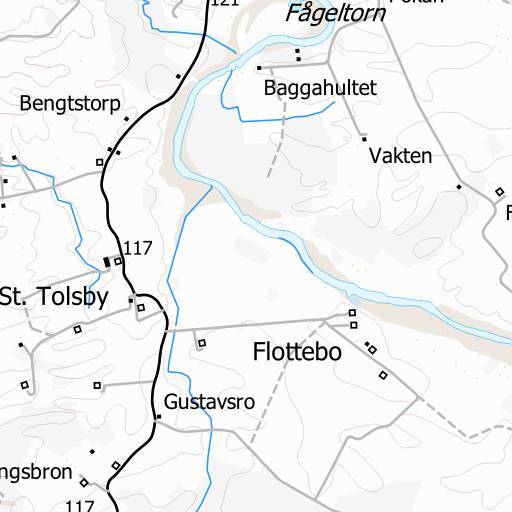 121
Fågeltorn
Bengtstorp
Baggahultet
Vakten
117
St. Tolsby
Flottebo
Gustavsro
ngsbron
117